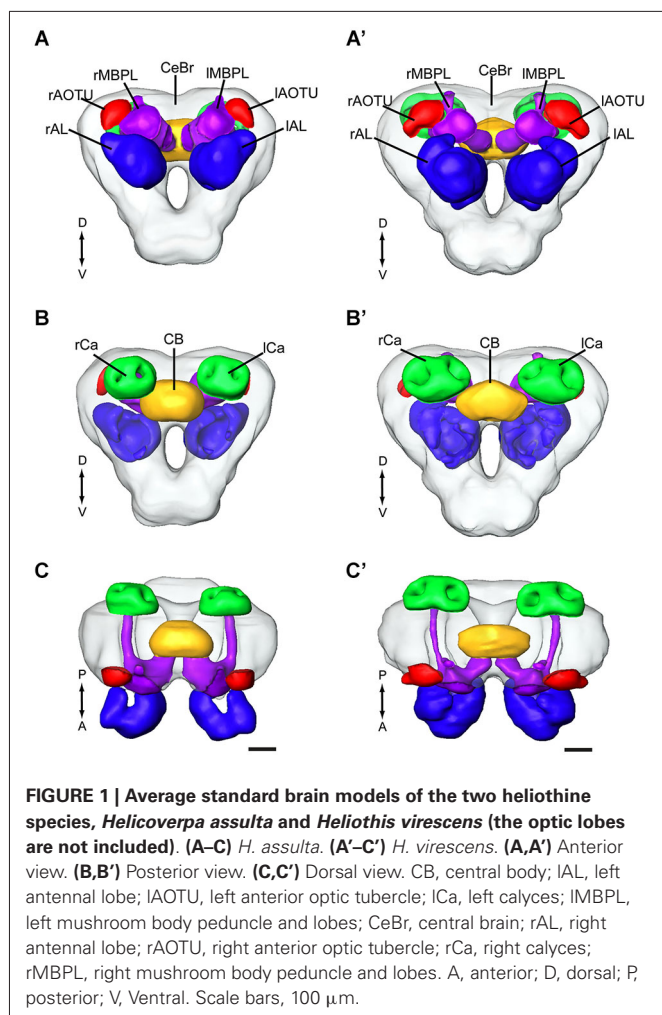 A
A'
rMBPL CeBr lMBPL
rAOTU lAOTU
rAL lAL
rMBPL CeBr lMBPL
rAOTU lAOTU
rAL lAL
D
V
D
V
B
B'
rCa CB lCa
rCa CB lCa
D
V
D
V
C
C'
P
A
P
A
FIGURE 1 | Average standard brain models of the two heliothine
species, Helicoverpa assulta and Heliothis virescens (the optic lobes
are not included). (A–C) H. assulta. (A'–C') H. virescens. (A,A') Anterior
view. (B,B') Posterior view. (C,C') Dorsal view. CB, central body; lAL, left
antennal lobe; lAOTU, left anterior optic tubercle; lCa, left calyces; lMBPL,
left mushroom body peduncle and lobes; CeBr, central brain; rAL, right
antennal lobe; rAOTU, right anterior optic tubercle; rCa, right calyces;
rMBPL, right mushroom body peduncle and lobes. A, anterior; D, dorsal; P,
posterior; V, Ventral. Scale bars, 100 μm.